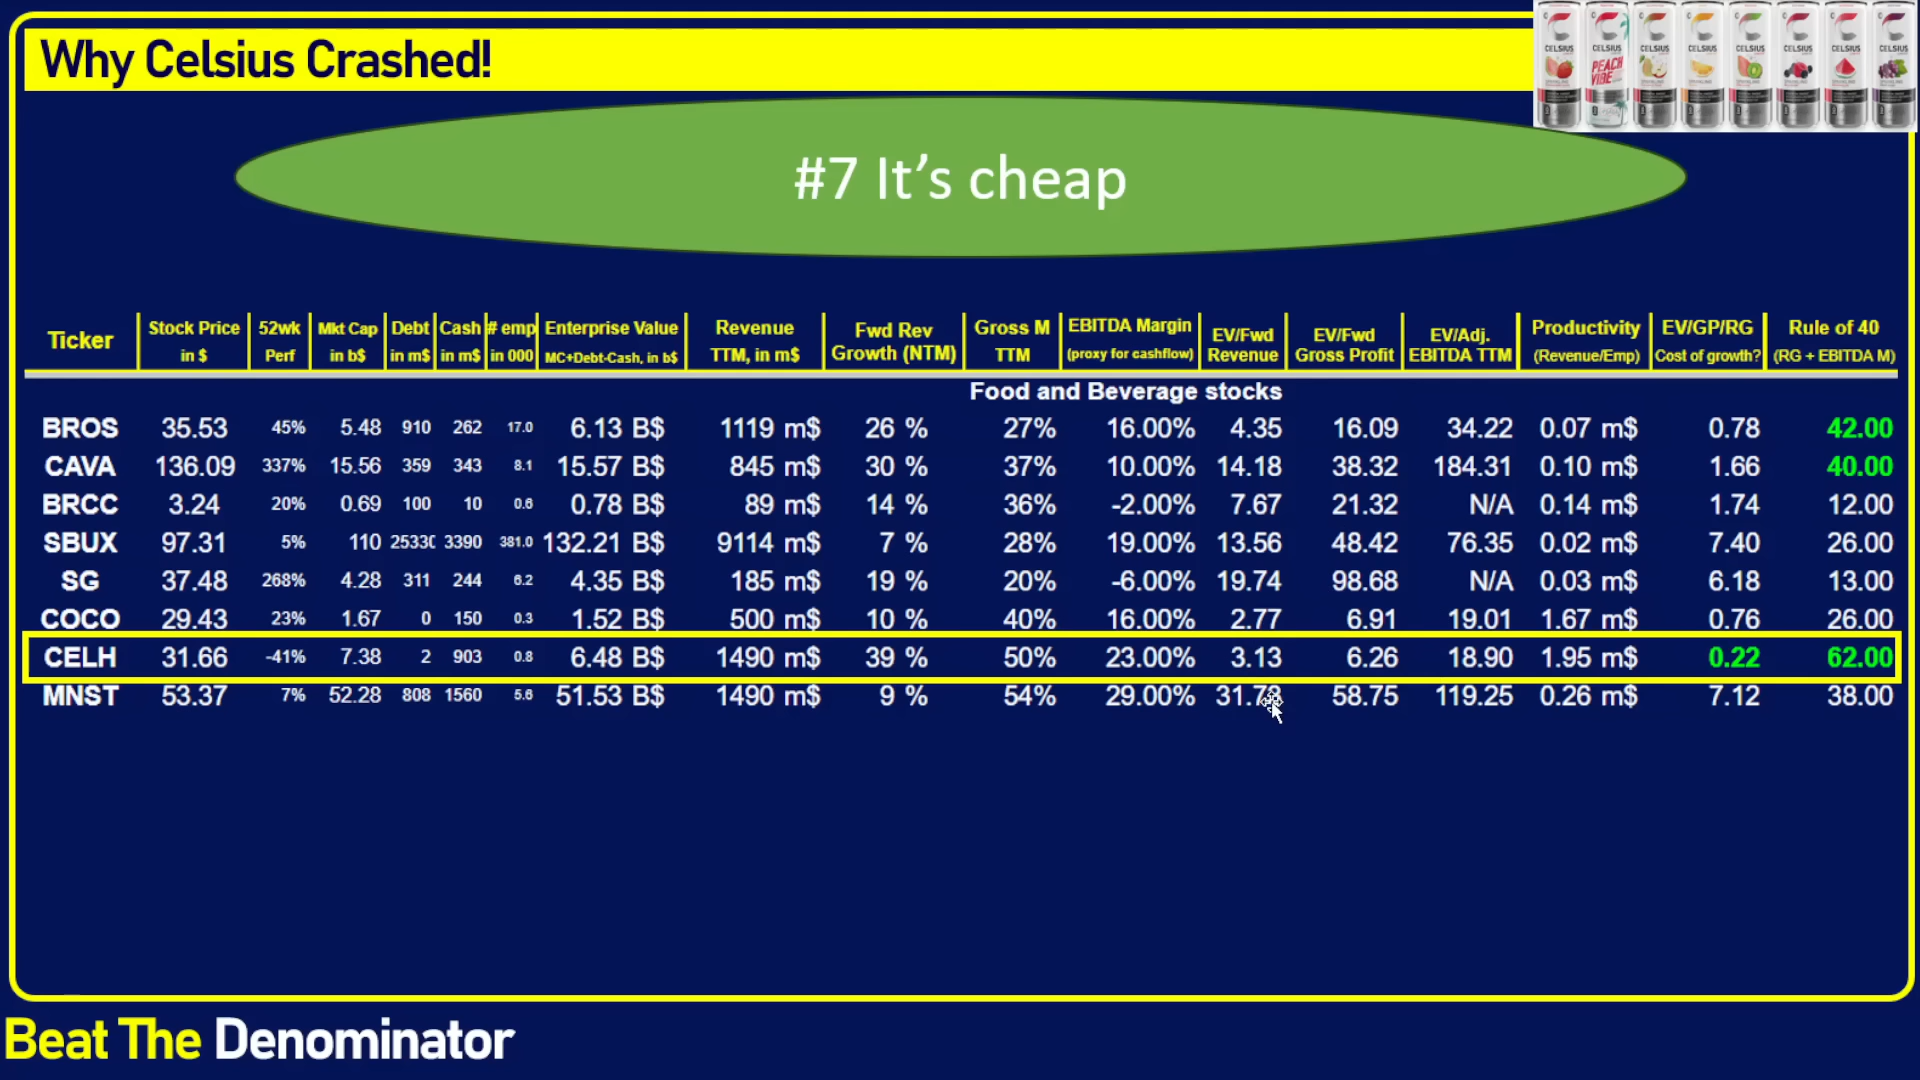 Why Celsius Crashed!
CELSIUS CELSIUS CELSIUS CELSIUS CELSIUS CELSIUS CELSIUS CELSIUS
PEACH
VIBE
#7 It's cheap
Ticker Stock Price in $ 52wk Perf Mkt Cap in b$ Debt in m$ Cash in m$ # emp in 000 Enterprise Value MC+Debt-Cash, in b$ Revenue TTM, in m$ Fwd Rev Growth (NTM) Gross M TTM EBITDA Margin (proxy for cashflow) EV/Fwd Revenue EV/Fwd Gross Profit EV/Adj. EBITDA TTM Productivity (Revenue/Emp) EV/GP/RG Cost of growth? Rule of 40 (RG + EBITDA M)
Food and Beverage stocks
BROS 35.53 45% 5.48 910 262 17.0 6.13 B$ 1119 m$ 26 % 27% 16.00% 4.35 16.09 34.22 0.07 m$ 0.78 42.00
CAVA 136.09 337% 15.56 359 343 8.1 15.57 B$ 845 m$ 30 % 37% 10.00% 14.18 38.32 184.31 0.10 m$ 1.66 40.00
BRCC 3.24 20% 0.69 100 10 0.6 0.78 B$ 89 m$ 14 % 36% -2.00% 7.67 21.32 N/A 0.14 m$ 1.74 12.00
SBUX 97.31 5% 110 2533 3390 381.0 132.21 B$ 9114 m$ 7 % 28% 19.00% 13.56 48.42 76.35 0.02 m$ 7.40 26.00
SG 37.48 268% 4.28 311 244 6.2 4.35 B$ 185 m$ 19 % 20% -6.00% 19.74 98.68 N/A 0.03 m$ 6.18 13.00
COCO 29.43 23% 1.67 0 150 0.3 1.52 B$ 500 m$ 10 % 40% 16.00% 2.77 6.91 19.01 1.67 m$ 0.76 26.00
CELH 31.66 -41% 7.38 2 903 0.8 6.48 B$ 1490 m$ 39 % 50% 23.00% 3.13 6.26 18.90 1.95 m$ 0.22 62.00
MNST 53.37 7% 52.28 808 1560 5.6 51.53 B$ 1490 m$ 9 % 54% 29.00% 58.75 119.25 0.26 m$ 7.12 38.00
Beat The Denominator